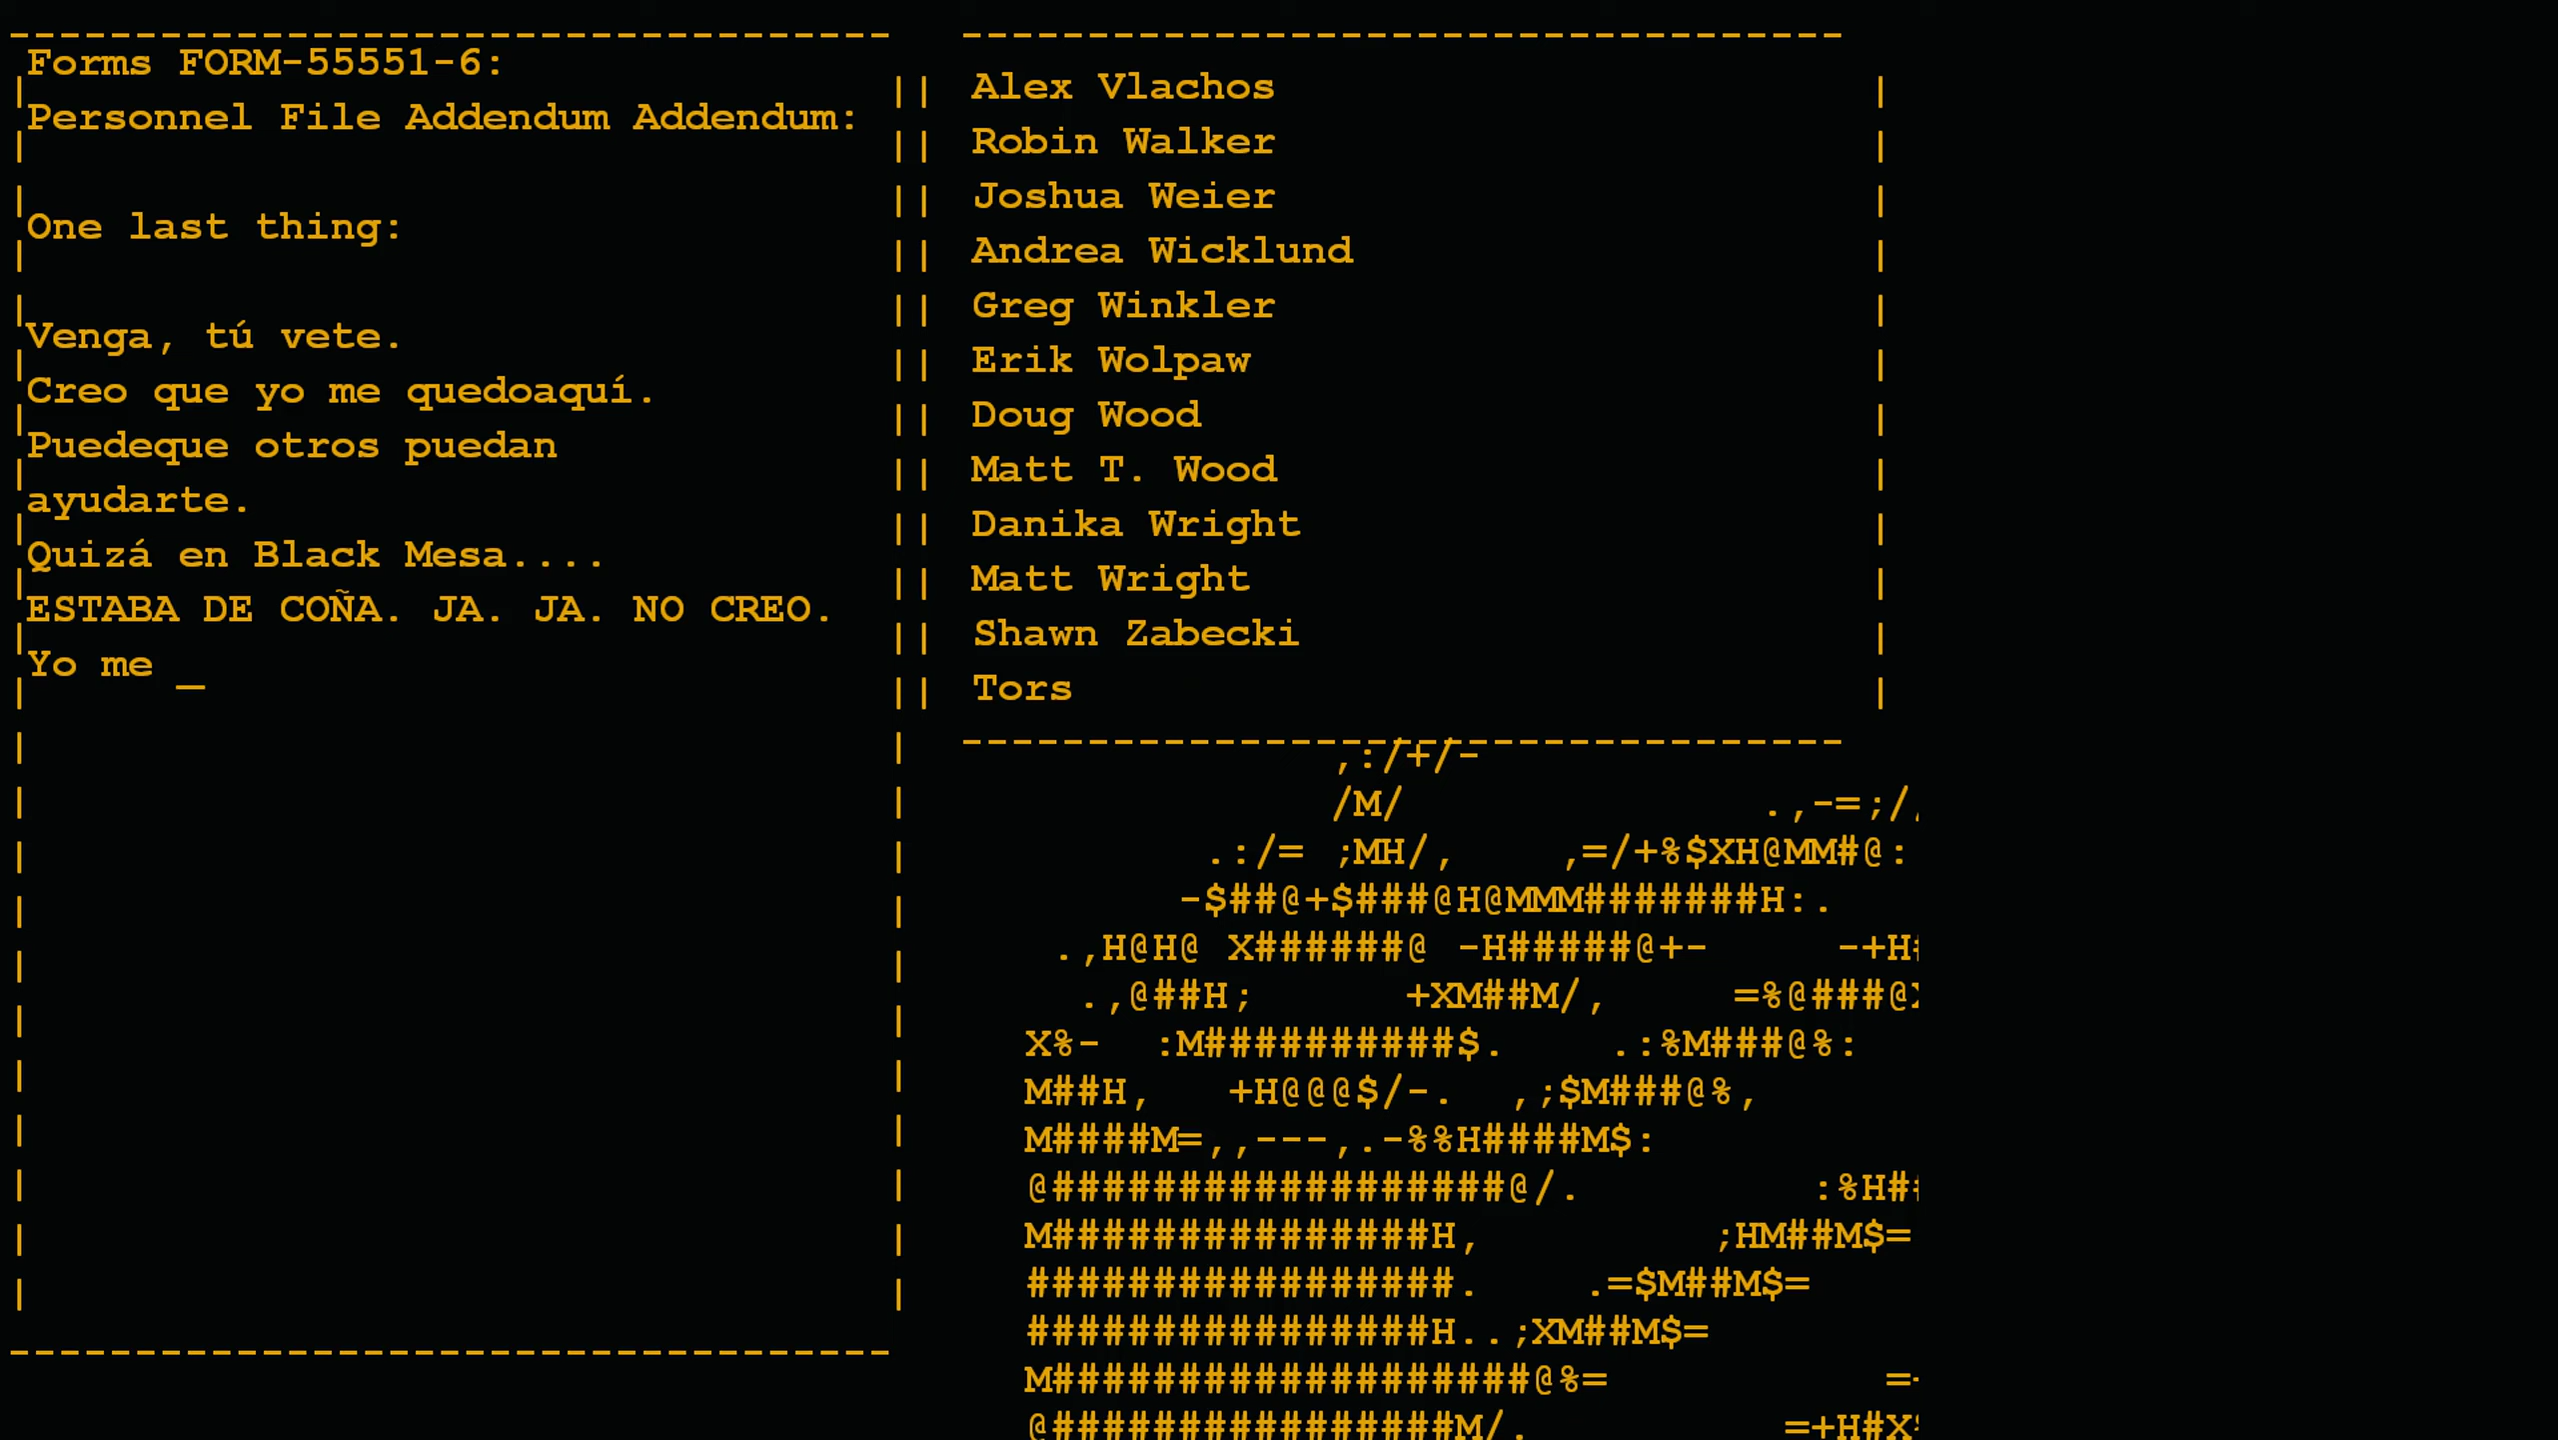 Forms FORM-55551-6:
Personnel File Addendum Addendum:
One last thing:
Venga, tú vete.
Creo que yo me quedoaquí.
Puedeque otros puedan
ayudarte.
Quizá en Black Mesa....
ESTABA DE COÑA. JA. JA. NO CREO.
Yo me _
Alex Vlachos
Robin Walker
Joshua Weier
Andrea Wicklund
Greg Winkler
Erik Wolpaw
Doug Wood
Matt T. Wood
Danika Wright
Matt Wright
Shawn Zabecki
Tors